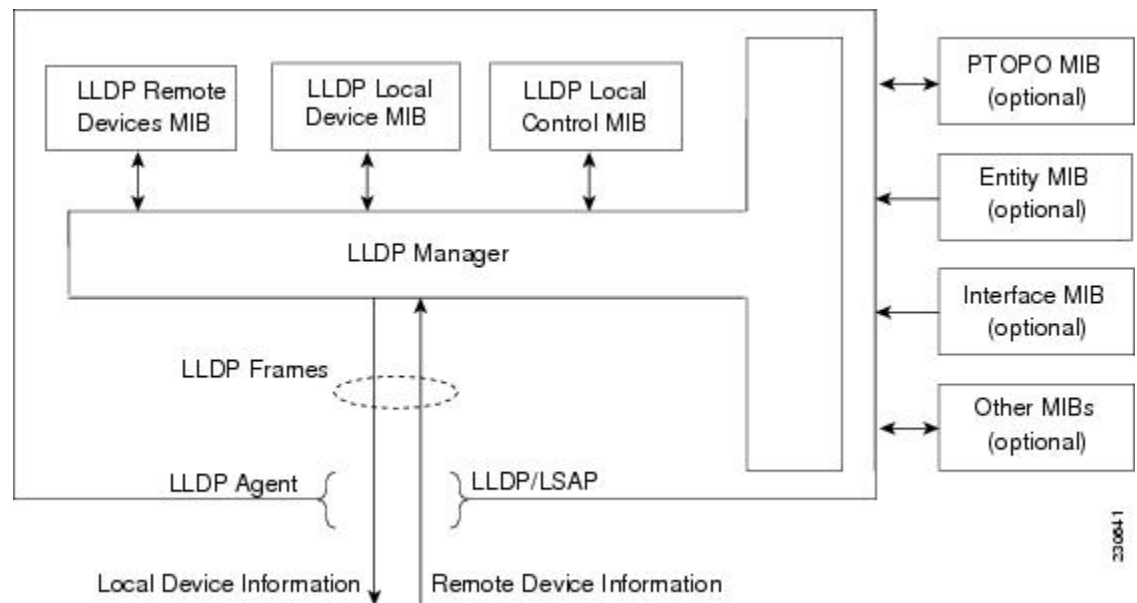 LLDP Remote
Devices MIB
LLDP Local
Device MIB
LLDP Local
Control MIB
PTOPO MIB
(optional)
Entity MIB
(optional)
LLDP Manager
Interface MIB
(optional)
LLDP Frames
Other MIBs
(optional)
LLDP Agent
LLDP/LSAP
230641
Local Device Information
Remote Device Information